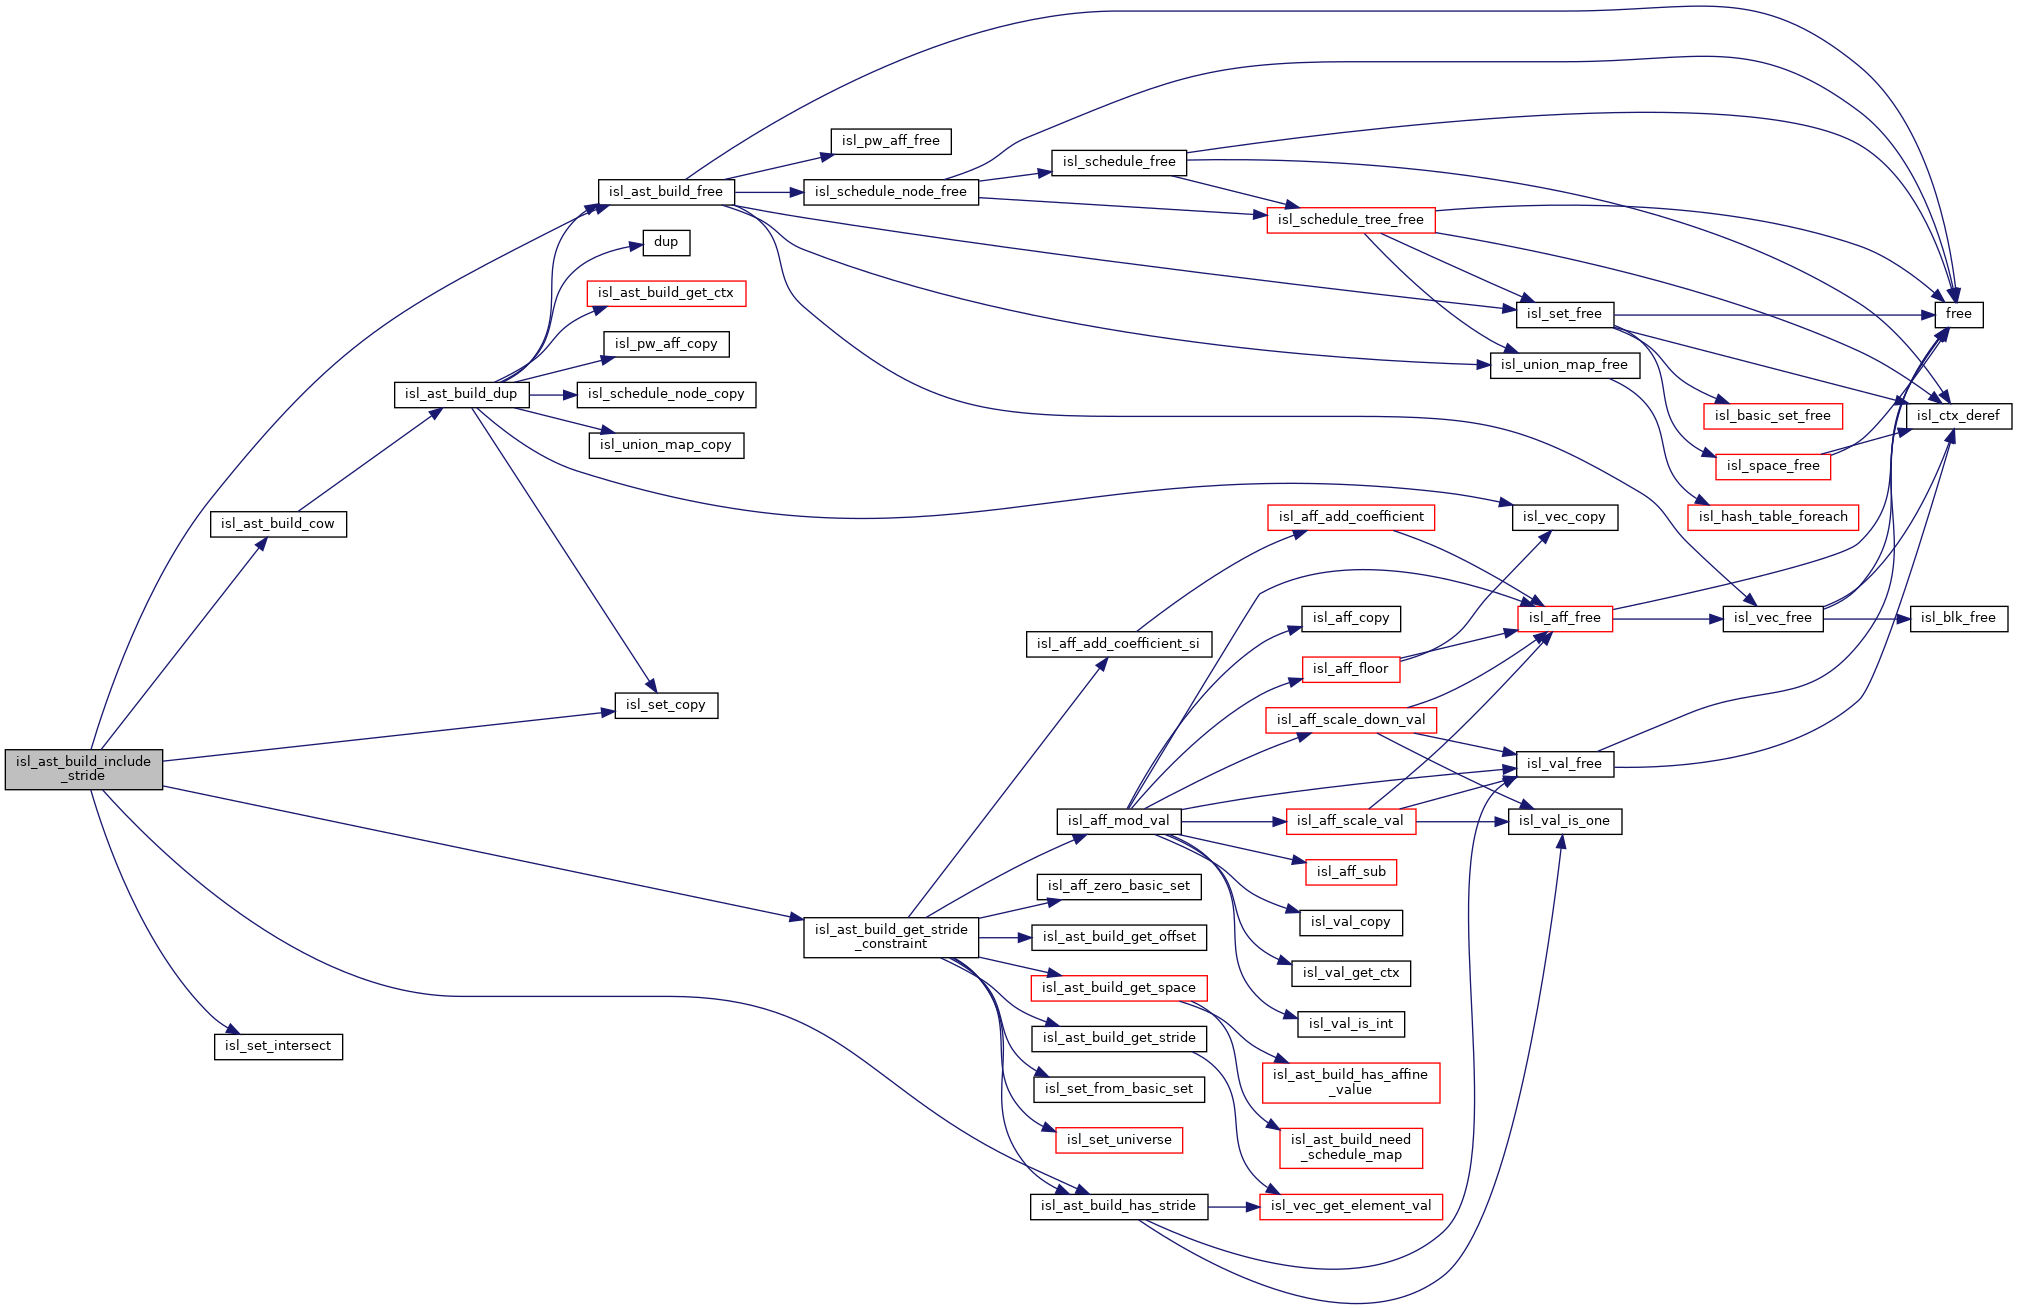 isl_ast_build_include
_stride
isl_ast_build_free
isl_ast_build_cow
isl_ast_build_dup
isl_set_copy
isl_ast_build_get_stride
_constraint
isl_set_intersect
isl_pw_aff_free
isl_schedule_node_free
isl_schedule_free
isl_schedule_tree_free
dup
isl_ast_build_get_ctx
isl_pw_aff_copy
isl_schedule_node_copy
isl_union_map_copy
isl_set_free
isl_union_map_free
free
isl_ctx_deref
isl_basic_set_free
isl_space_free
isl_hash_table_foreach
isl_vec_copy
isl_aff_add_coefficient
isl_aff_add_coefficient_si
isl_aff_copy
isl_aff_free
isl_vec_free
isl_blk_free
isl_aff_floor
isl_aff_scale_down_val
isl_val_free
isl_aff_mod_val
isl_aff_scale_val
isl_val_is_one
isl_aff_sub
isl_aff_zero_basic_set
isl_val_copy
isl_ast_build_get_offset
isl_val_get_ctx
isl_ast_build_get_space
isl_val_is_int
isl_ast_build_get_stride
isl_ast_build_has_affine
_value
isl_set_from_basic_set
isl_set_universe
isl_ast_build_need
_schedule_map
isl_ast_build_has_stride
isl_vec_get_element_val